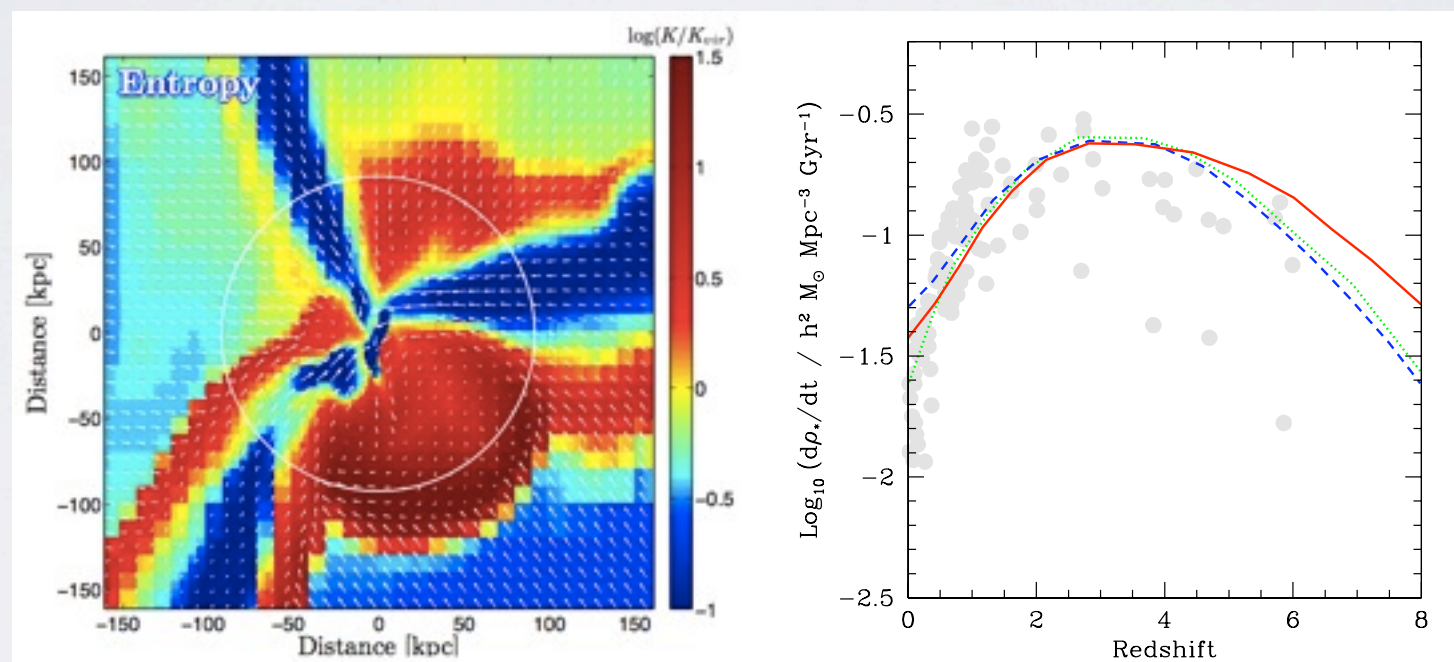 log(K/K_vir)
Entropy
1.5
1
0.5
0
−0.5
−1
150
100
50
0
−50
−100
−150
Distance [kpc]
−150 −100 −50 0 50 100 150
Distance [kpc]
−0.5
−1
−1.5
−2
−2.5
Log₁₀ (dρ⋆/dt / h² M⊙ Mpc⁻³ Gyr⁻¹)
0 2 4 6 8
Redshift